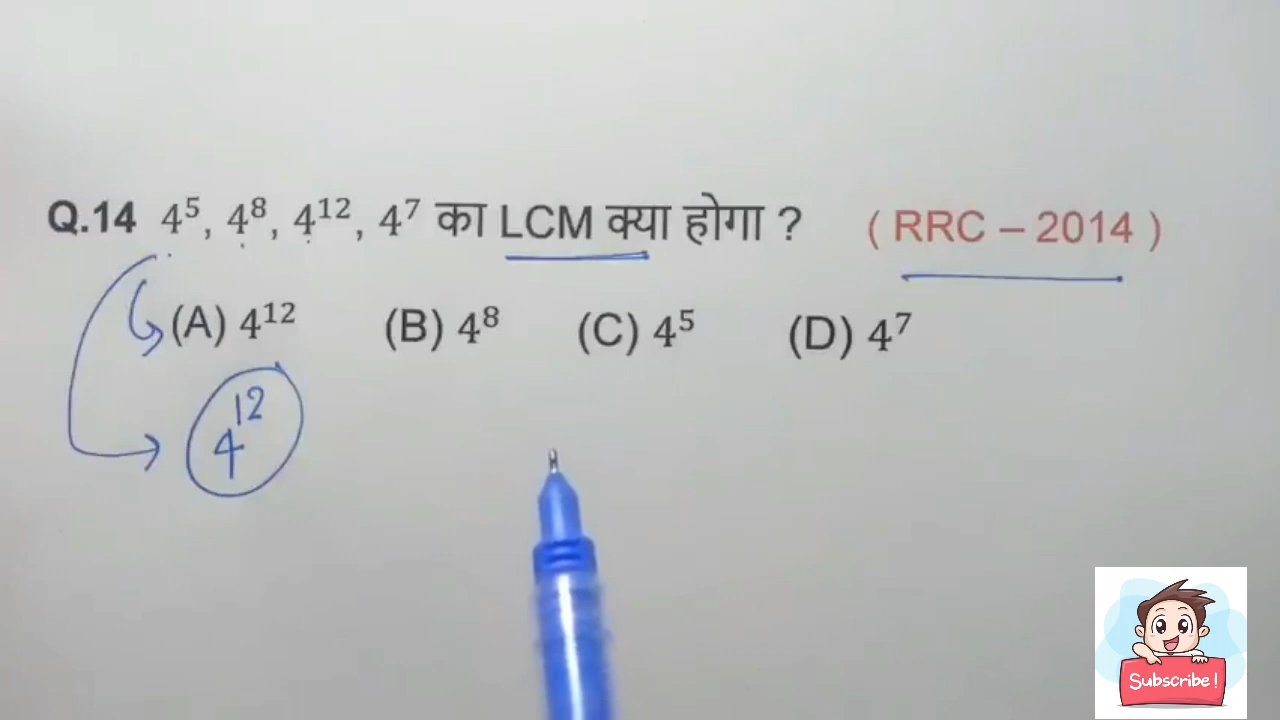 Q.14 4⁵, 4⁸, 4¹², 4⁷ का LCM क्या होगा ? ( RRC – 2014 )
(A) 4¹² (B) 4⁸ (C) 4⁵ (D) 4⁷
4¹²
Subscribe!